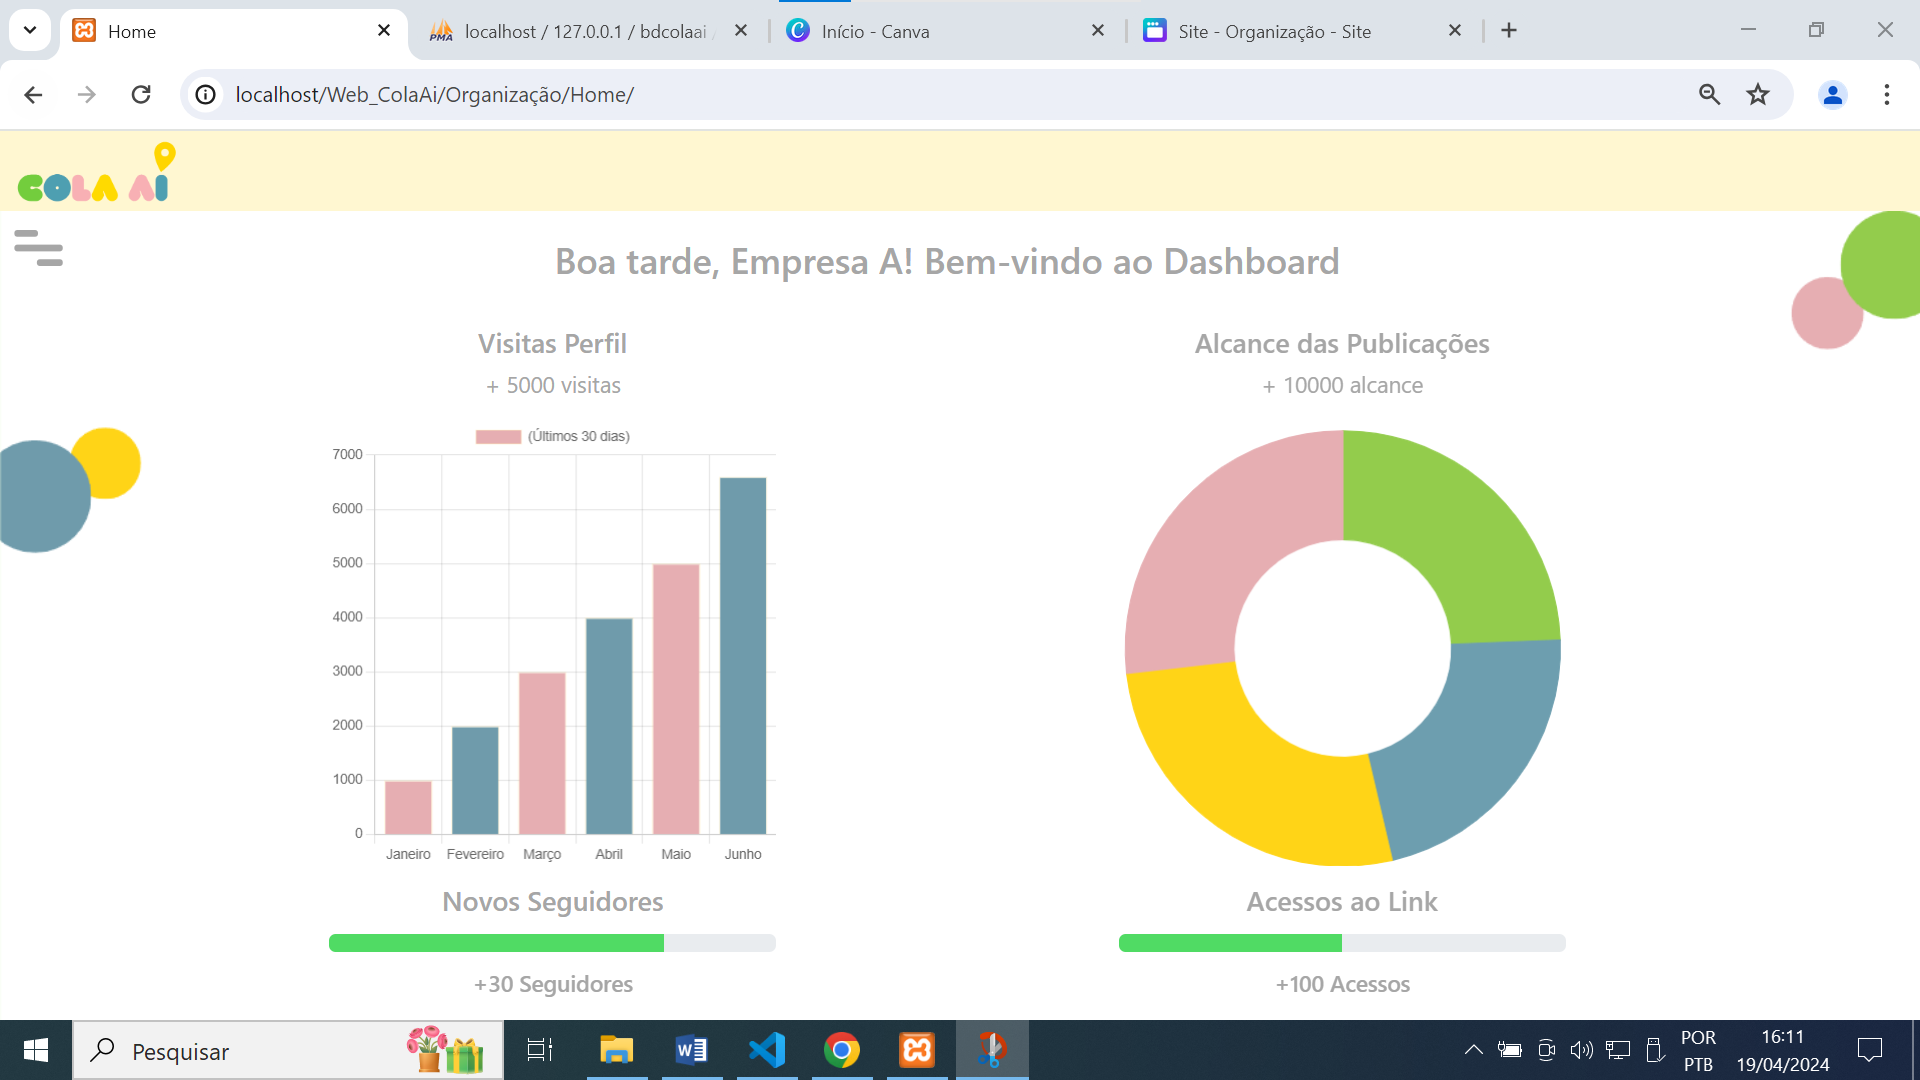 Home
localhost / 127.0.0.1 / bdcolaai
Início - Canva
Site - Organização - Site
localhost/Web_ColaAi/Organização/Home/
COLA AI
Boa tarde, Empresa A! Bem-vindo ao Dashboard
Visitas Perfil
+ 5000 visitas
(Últimos 30 dias)
7000
6000
5000
4000
3000
2000
1000
0
Janeiro Fevereiro Março Abril Maio Junho
Alcance das Publicações
+ 10000 alcance
Novos Seguidores
+30 Seguidores
Acessos ao Link
+100 Acessos
Pesquisar
POR
PTB
16:11
19/04/2024